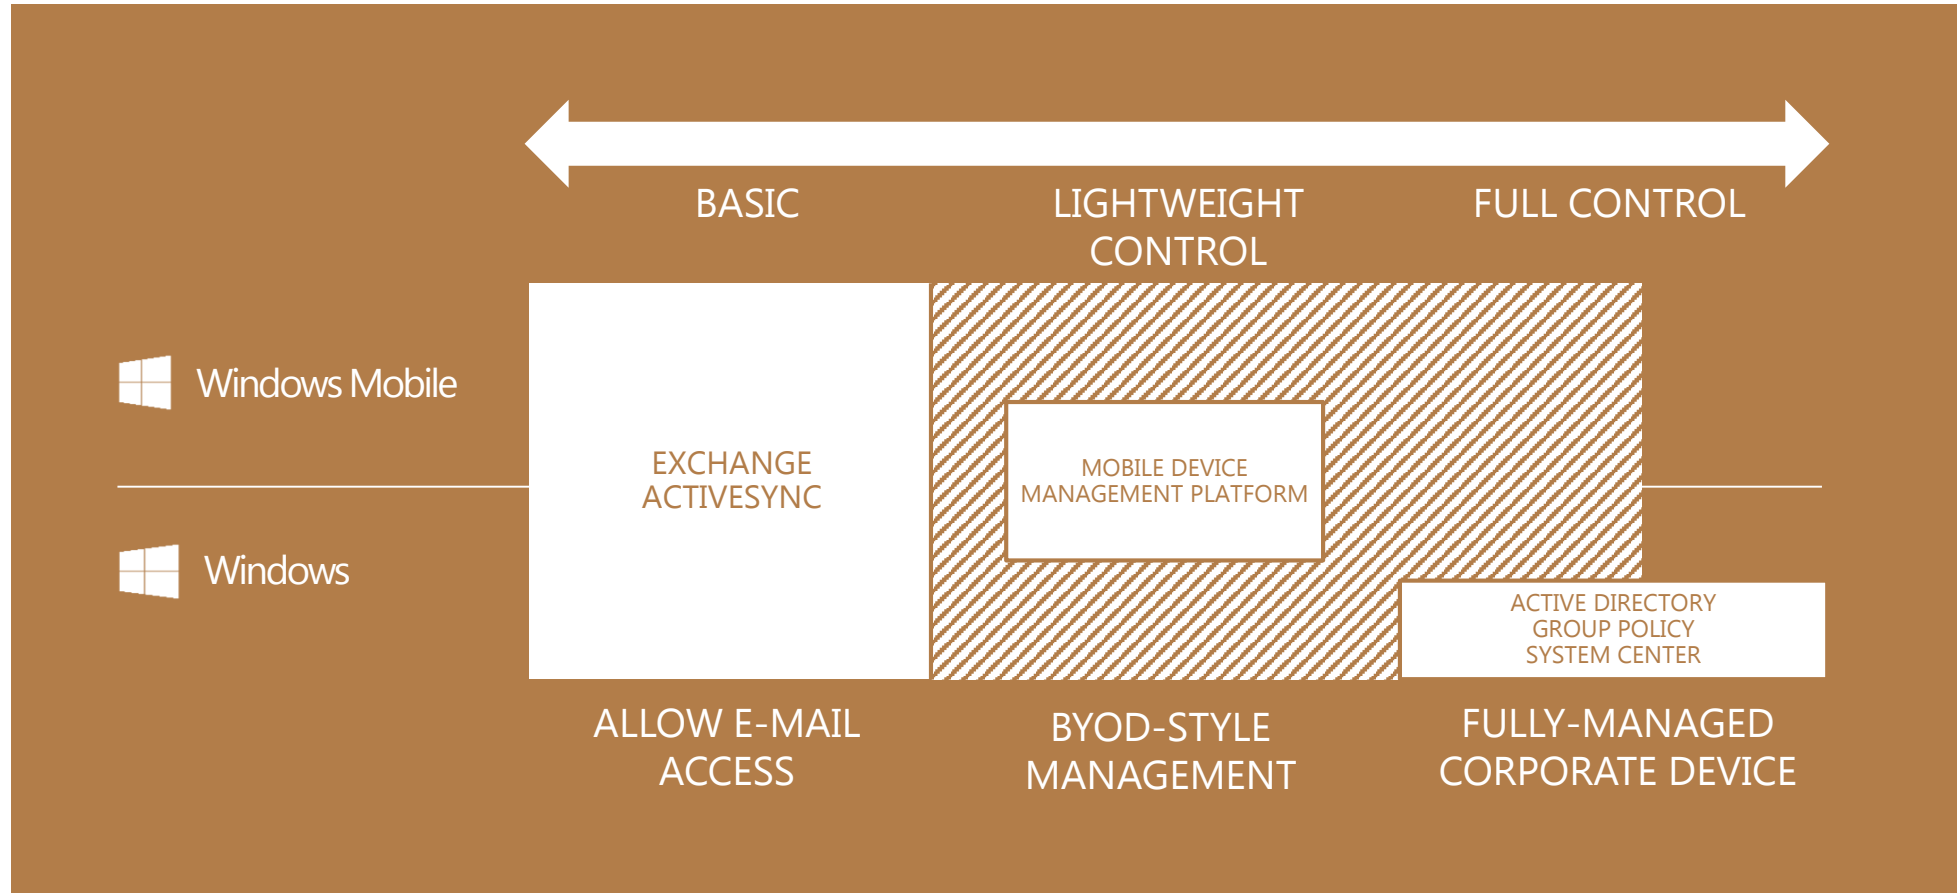 BASIC
LIGHTWEIGHT
CONTROL
FULL CONTROL
Windows Mobile
EXCHANGE
ACTIVESYNC
MOBILE DEVICE
MANAGEMENT PLATFORM
Windows
ACTIVE DIRECTORY
GROUP POLICY
SYSTEM CENTER
ALLOW E-MAIL
ACCESS
BYOD-STYLE
MANAGEMENT
FULLY-MANAGED
CORPORATE DEVICE